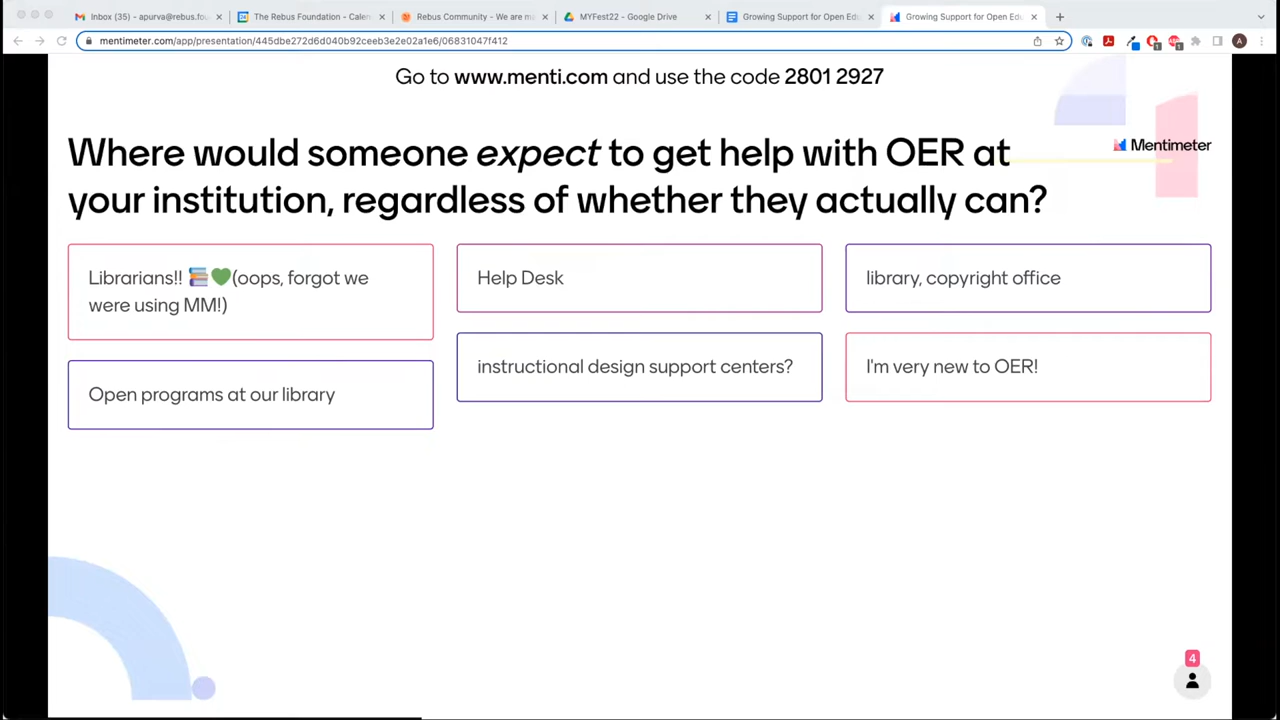 Inbox (35) - apurva@rebus.fou
The Rebus Foundation - Calen
Rebus Community - We are ma
MYFest22 - Google Drive
Growing Support for Open Edu
Growing Support for Open Edu
mentimeter.com/app/presentation/445dbe272d6d040b92ceeb3e2e02a1e6/06831047f412
A
Go to www.menti.com and use the code 2801 2927
Where would someone expect to get help with OER at
your institution, regardless of whether they actually can?
Mentimeter
Librarians!! 📚💚(oops, forgot we
were using MM!)
Help Desk
library, copyright office
Open programs at our library
instructional design support centers?
I'm very new to OER!
4